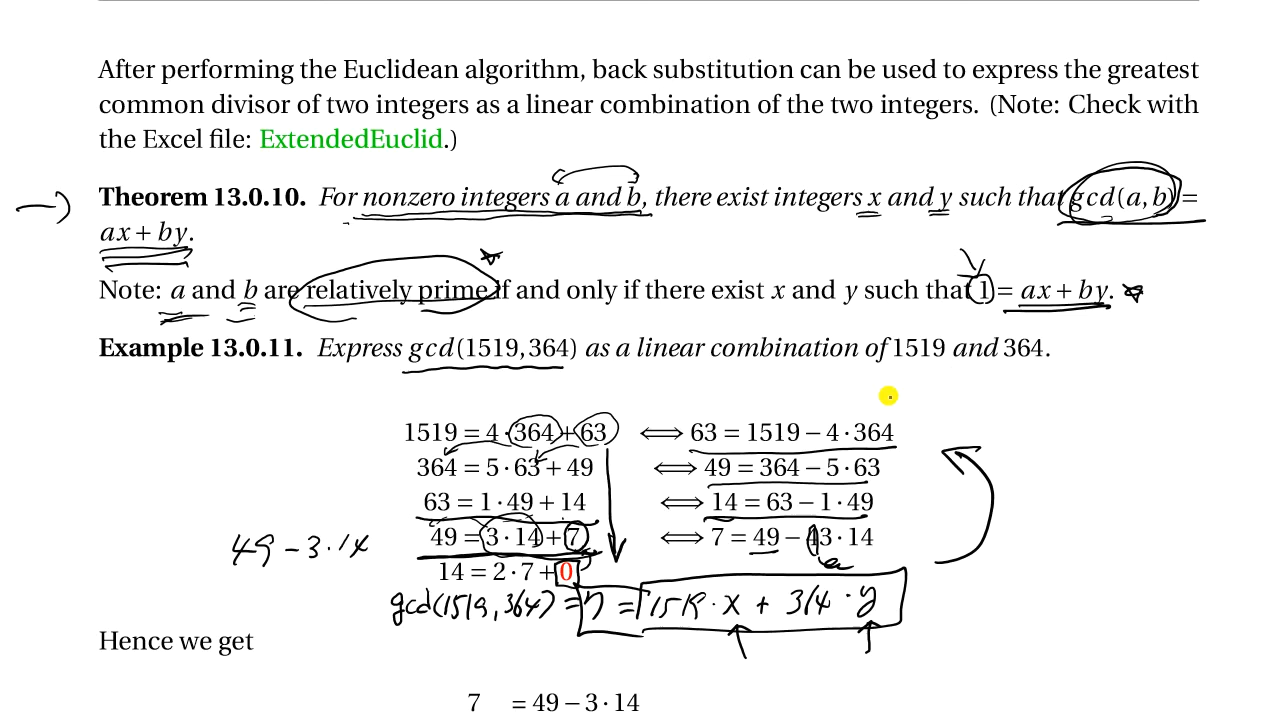 After performing the Euclidean algorithm, back substitution can be used to express the greatest
common divisor of two integers as a linear combination of the two integers. (Note: Check with
the Excel file: ExtendedEuclid.)
Theorem 13.0.10. For nonzero integers a and b, there exist integers x and y such that gcd(a,b) =
ax + by.
Note: a and b are relatively prime if and only if there exist x and y such that 1 = ax + by.
Example 13.0.11. Express gcd(1519,364) as a linear combination of 1519 and 364.
1519 = 4·364 + 63 ⟺ 63 = 1519 − 4·364
364 = 5·63 + 49 ⟺ 49 = 364 − 5·63
63 = 1·49 + 14 ⟺ 14 = 63 − 1·49
49 − 3·14 49 = 3·14 + 7 ⟺ 7 = 49 − 3·14
14 = 2·7 + 0
gcd(1519,364) = 7 = 1519·x + 364·y
Hence we get
7 = 49 − 3·14